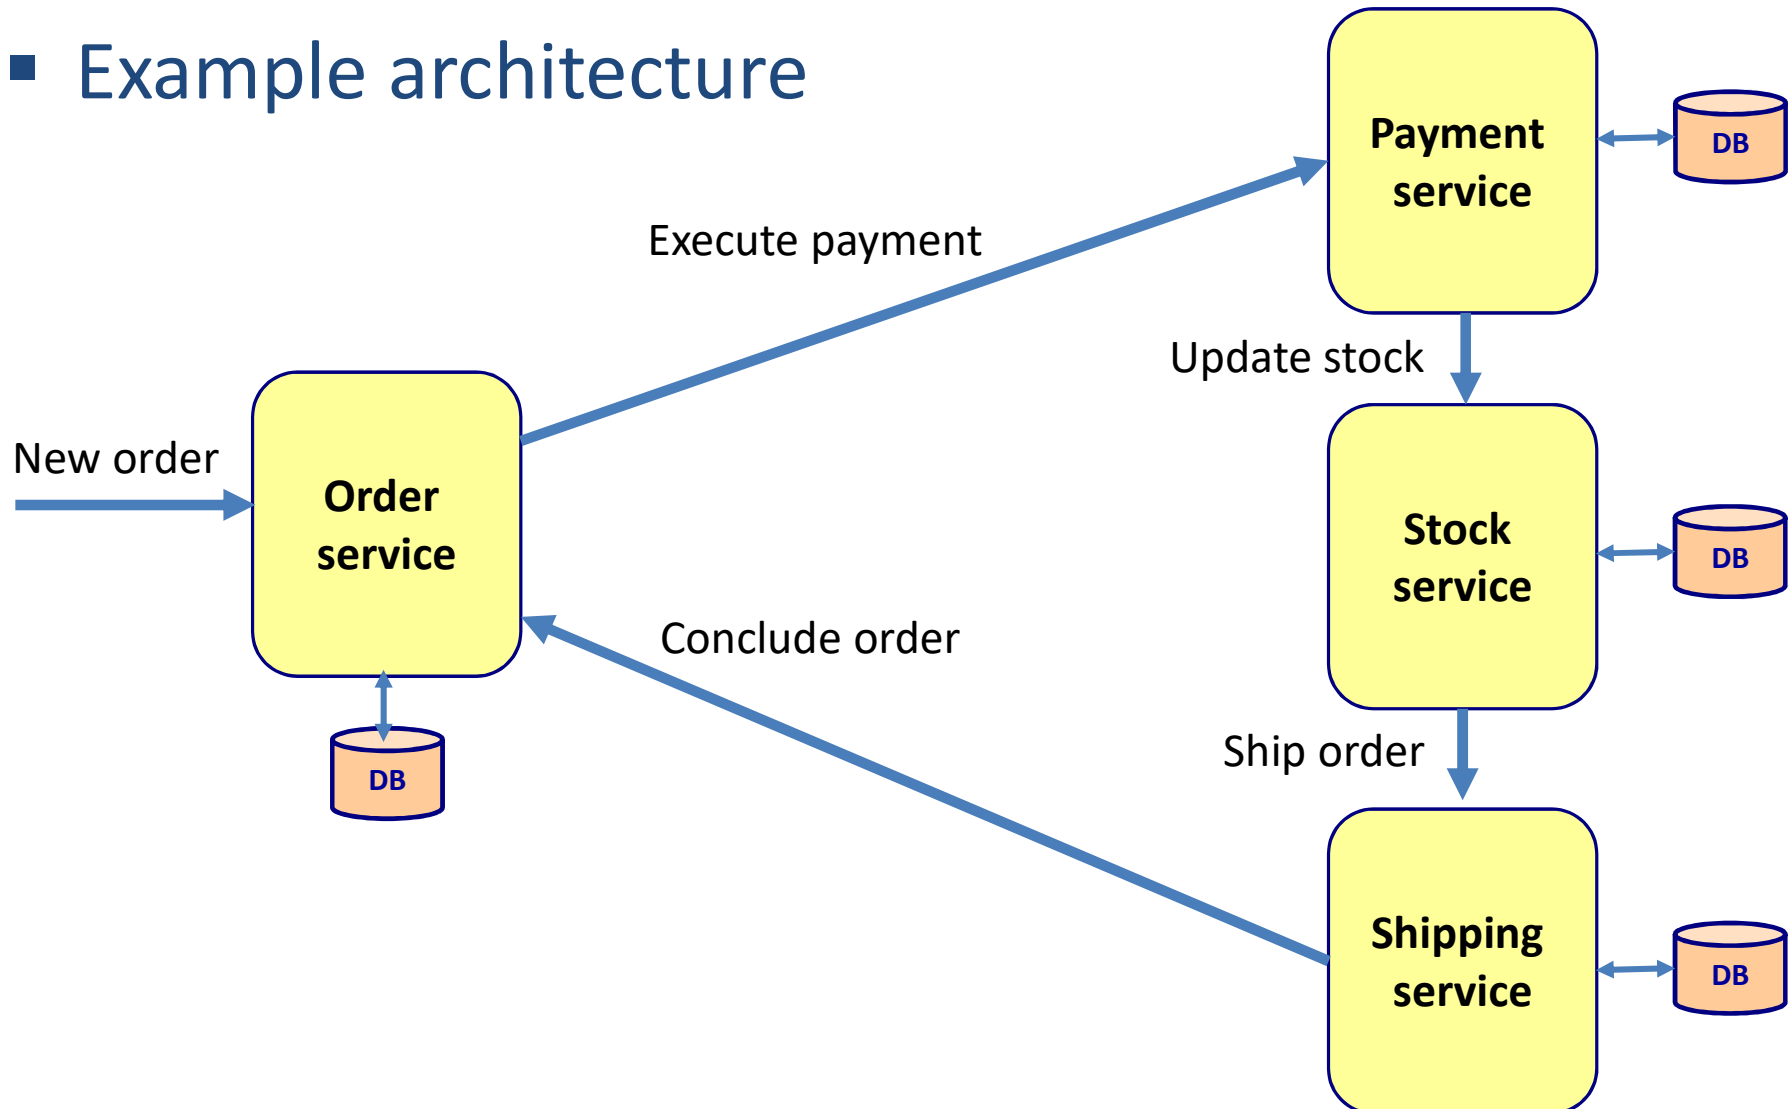 ▪ Example architecture
Payment
service
DB
Execute payment
Update stock
New order
Order
service
DB
Stock
service
DB
Conclude order
Ship order
Shipping
service
DB